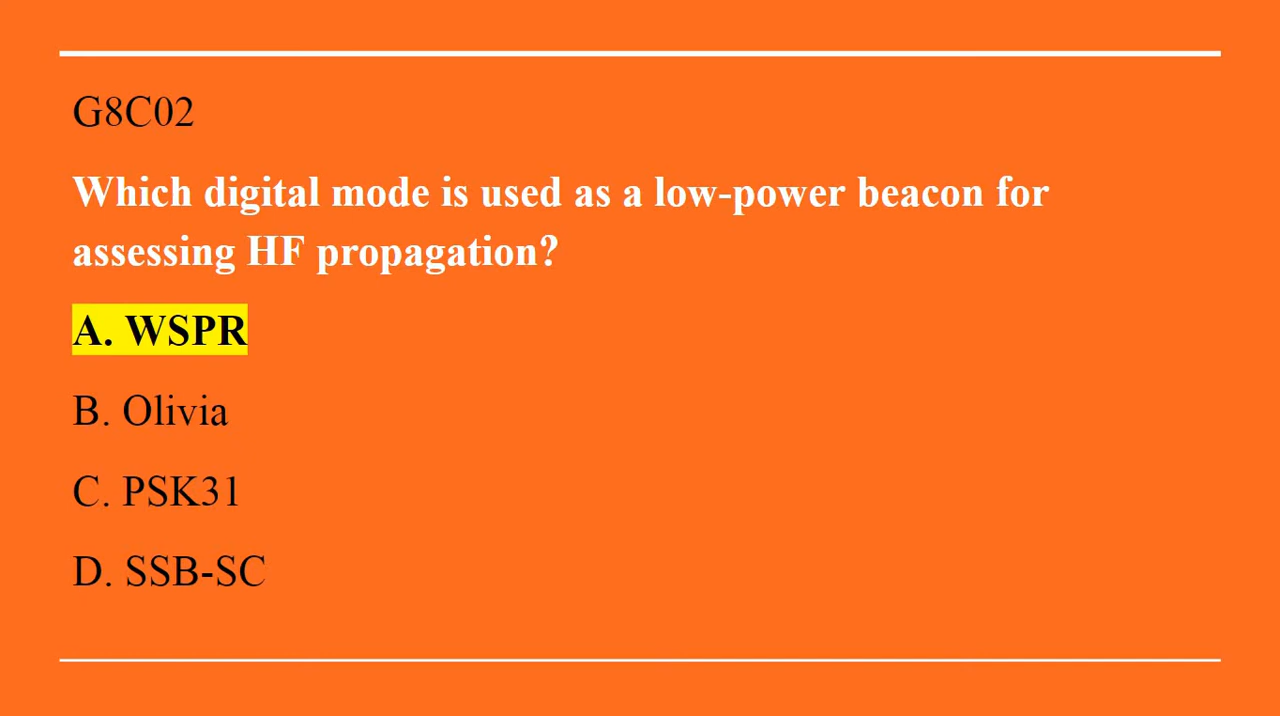 G8C02
Which digital mode is used as a low-power beacon for
assessing HF propagation?
A. WSPR
B. Olivia
C. PSK31
D. SSB-SC